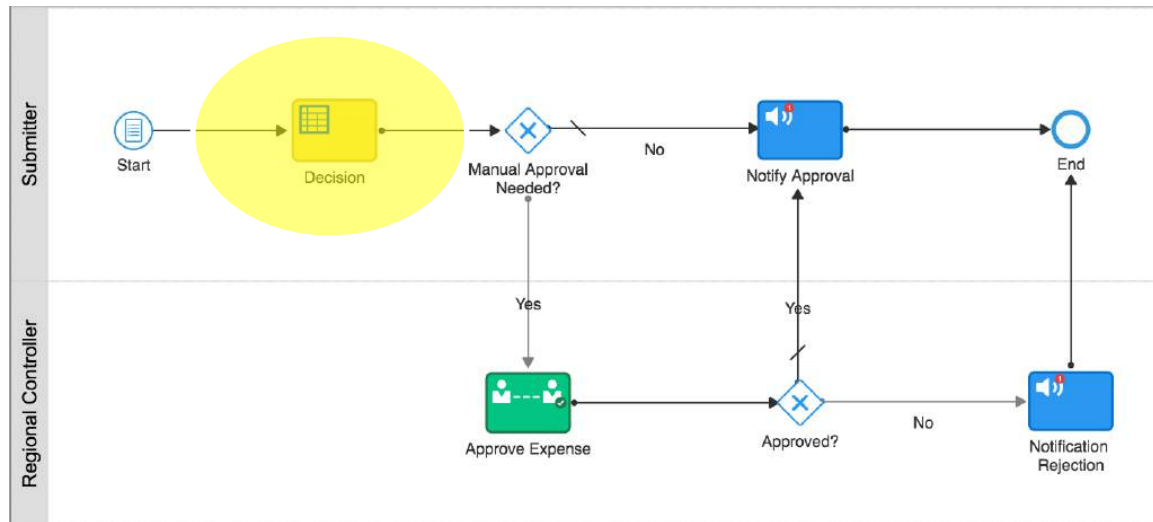 Submitter
Start
Decision
Manual Approval
Needed?
No
Notify Approval
End
Regional Controller
Yes
Yes
Approve Expense
Approved?
No
Notification
Rejection